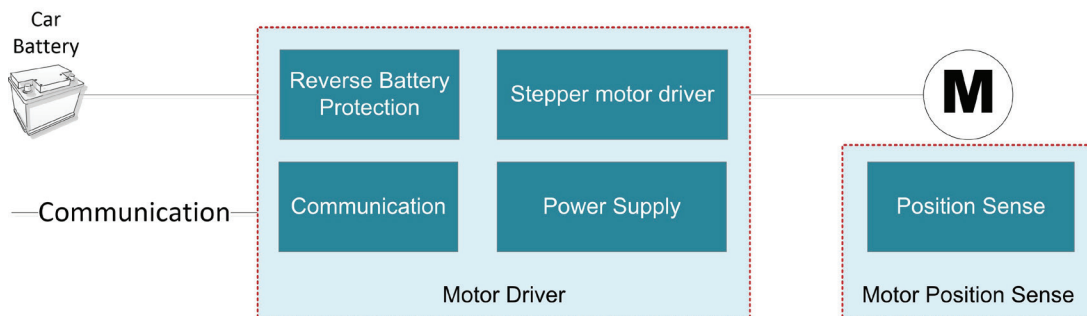 Car
Battery
Reverse Battery
Protection
Stepper motor driver
M
Communication
Communication
Power Supply
Position Sense
Motor Driver
Motor Position Sense